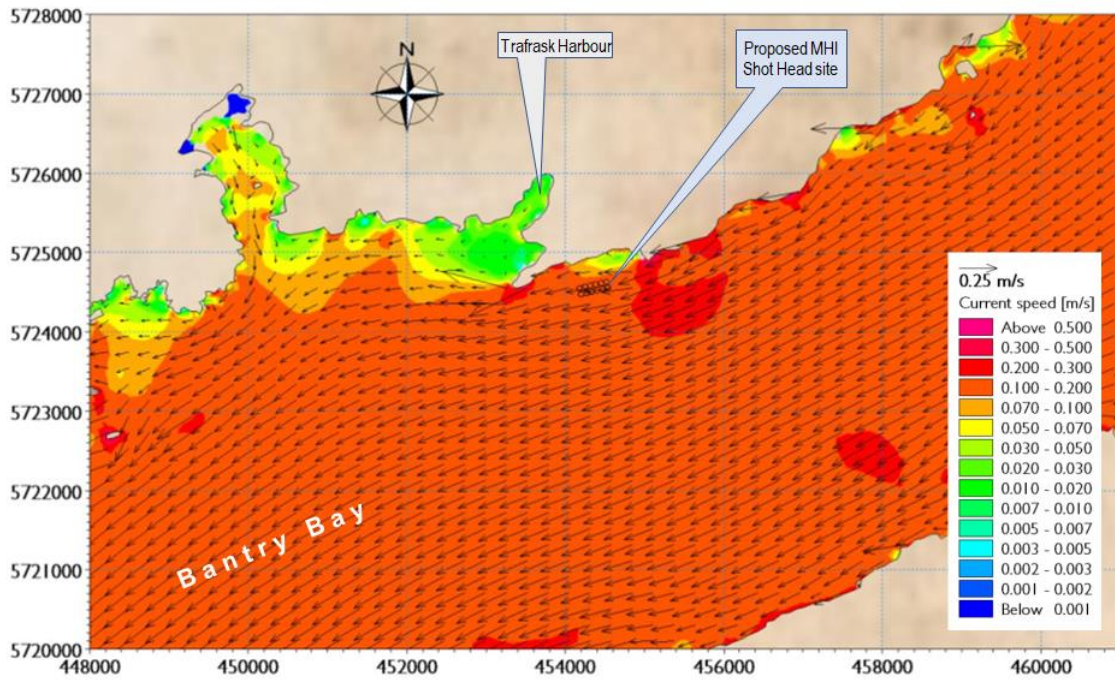 5728000
5727000
5726000
5725000
5724000
5723000
5722000
5721000
5720000
448000
450000
452000
454000
456000
458000
460000
N
Trafrask Harbour
Proposed MHI
Shot Head site
Bantry Bay
0.25 m/s
Current speed [m/s]
Above 0.500
0.300 - 0.500
0.200 - 0.300
0.100 - 0.200
0.070 - 0.100
0.050 - 0.070
0.030 - 0.050
0.020 - 0.030
0.010 - 0.020
0.007 - 0.010
0.005 - 0.007
0.003 - 0.005
0.002 - 0.003
0.001 - 0.002
Below 0.001